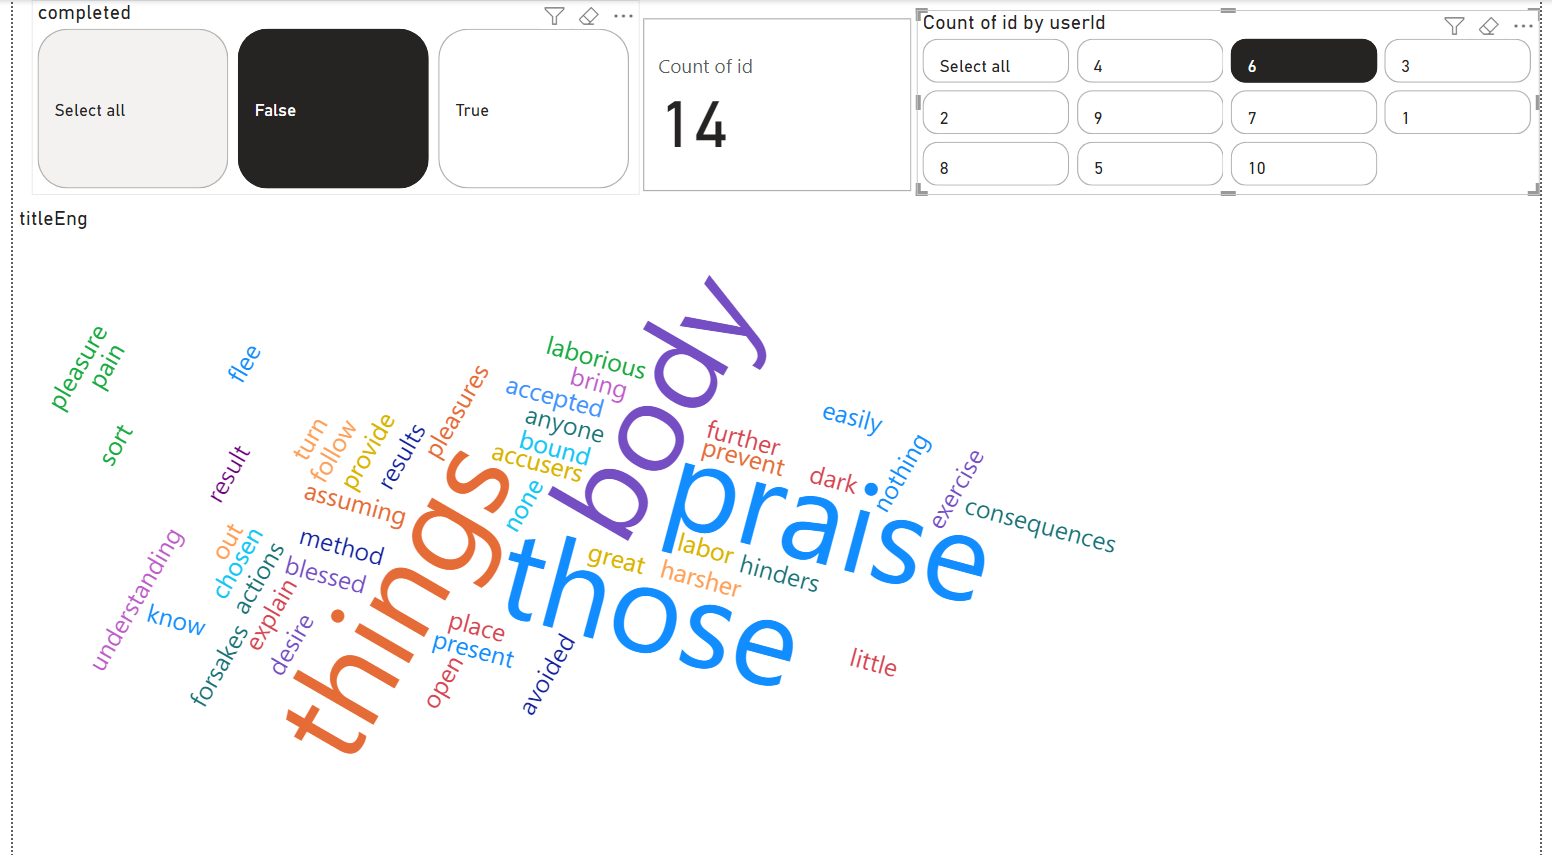 completed
Select all
False
True
Count of id
14
Count of id by userId
Select all
4
6
3
2
9
7
1
8
5
10
titleEng
pleasure
pain
flee
sort
result
turn
follow
provide
results
pleasures
assuming
laborious
bring
accepted
anyone
bound
accusers
none
body
further
prevent
dark
easily
nothing
exercise
consequences
praise
things
those
great
labor
harsher
hinders
understanding
out
chosen
actions
method
blessed
know
explain
forsakes
desire
place
present
open
avoided
little